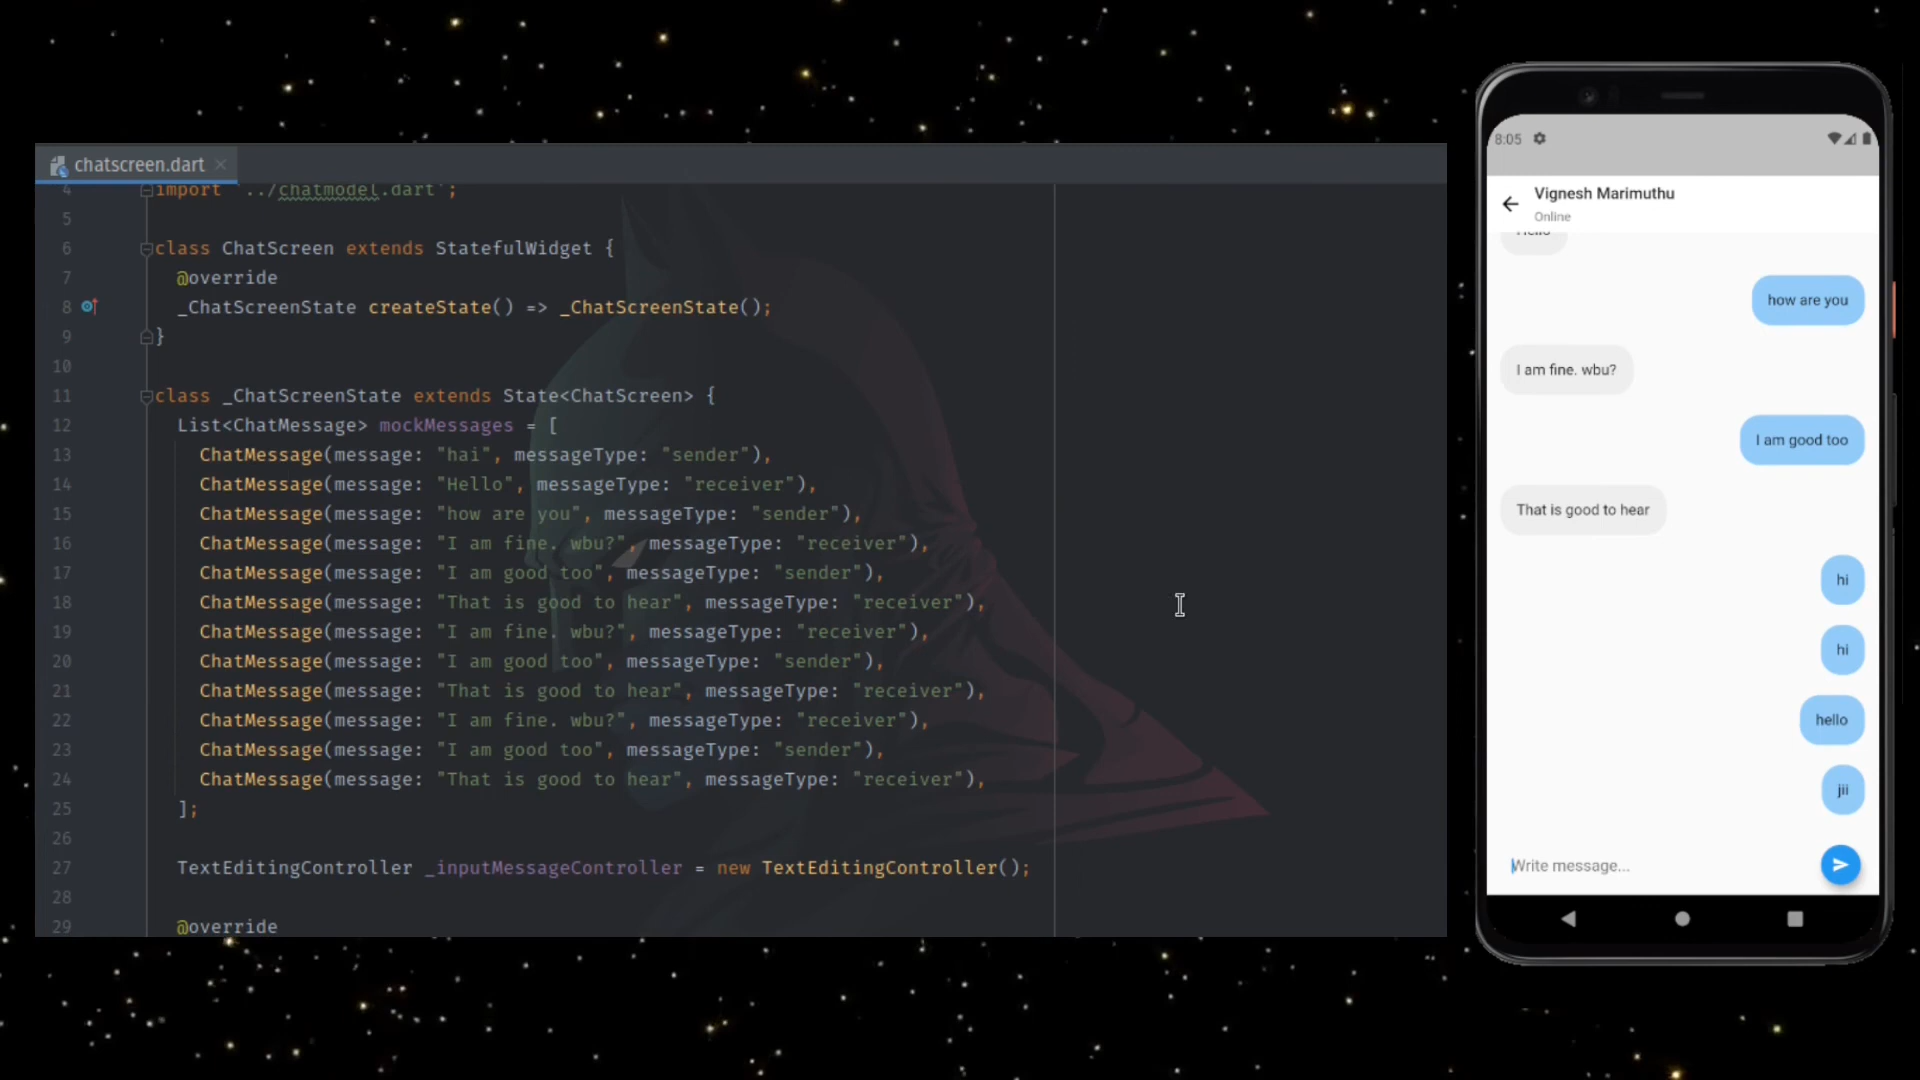 chatscreen.dart
4 import '../chatmodel.dart';
5
6 class ChatScreen extends StatefulWidget {
7 @override
8 _ChatScreenState createState() => _ChatScreenState();
9 }
10
11 class _ChatScreenState extends State<ChatScreen> {
12 List<ChatMessage> mockMessages = [
13 ChatMessage(message: "hai", messageType: "sender"),
14 ChatMessage(message: "Hello", messageType: "receiver"),
15 ChatMessage(message: "how are you", messageType: "sender"),
16 ChatMessage(message: "I am fine. wbu?", messageType: "receiver"),
17 ChatMessage(message: "I am good too", messageType: "sender"),
18 ChatMessage(message: "That is good to hear", messageType: "receiver"),
19 ChatMessage(message: "I am fine. wbu?", messageType: "receiver"),
20 ChatMessage(message: "I am good too", messageType: "sender"),
21 ChatMessage(message: "That is good to hear", messageType: "receiver"),
22 ChatMessage(message: "I am fine. wbu?", messageType: "receiver"),
23 ChatMessage(message: "I am good too", messageType: "sender"),
24 ChatMessage(message: "That is good to hear", messageType: "receiver"),
25 ];
26
27 TextEditingController _inputMessageController = new TextEditingController();
28
29 @override
8:05
Vignesh Marimuthu
Online
Hello
how are you
I am fine. wbu?
I am good too
That is good to hear
hi
hi
hello
jii
Write message...